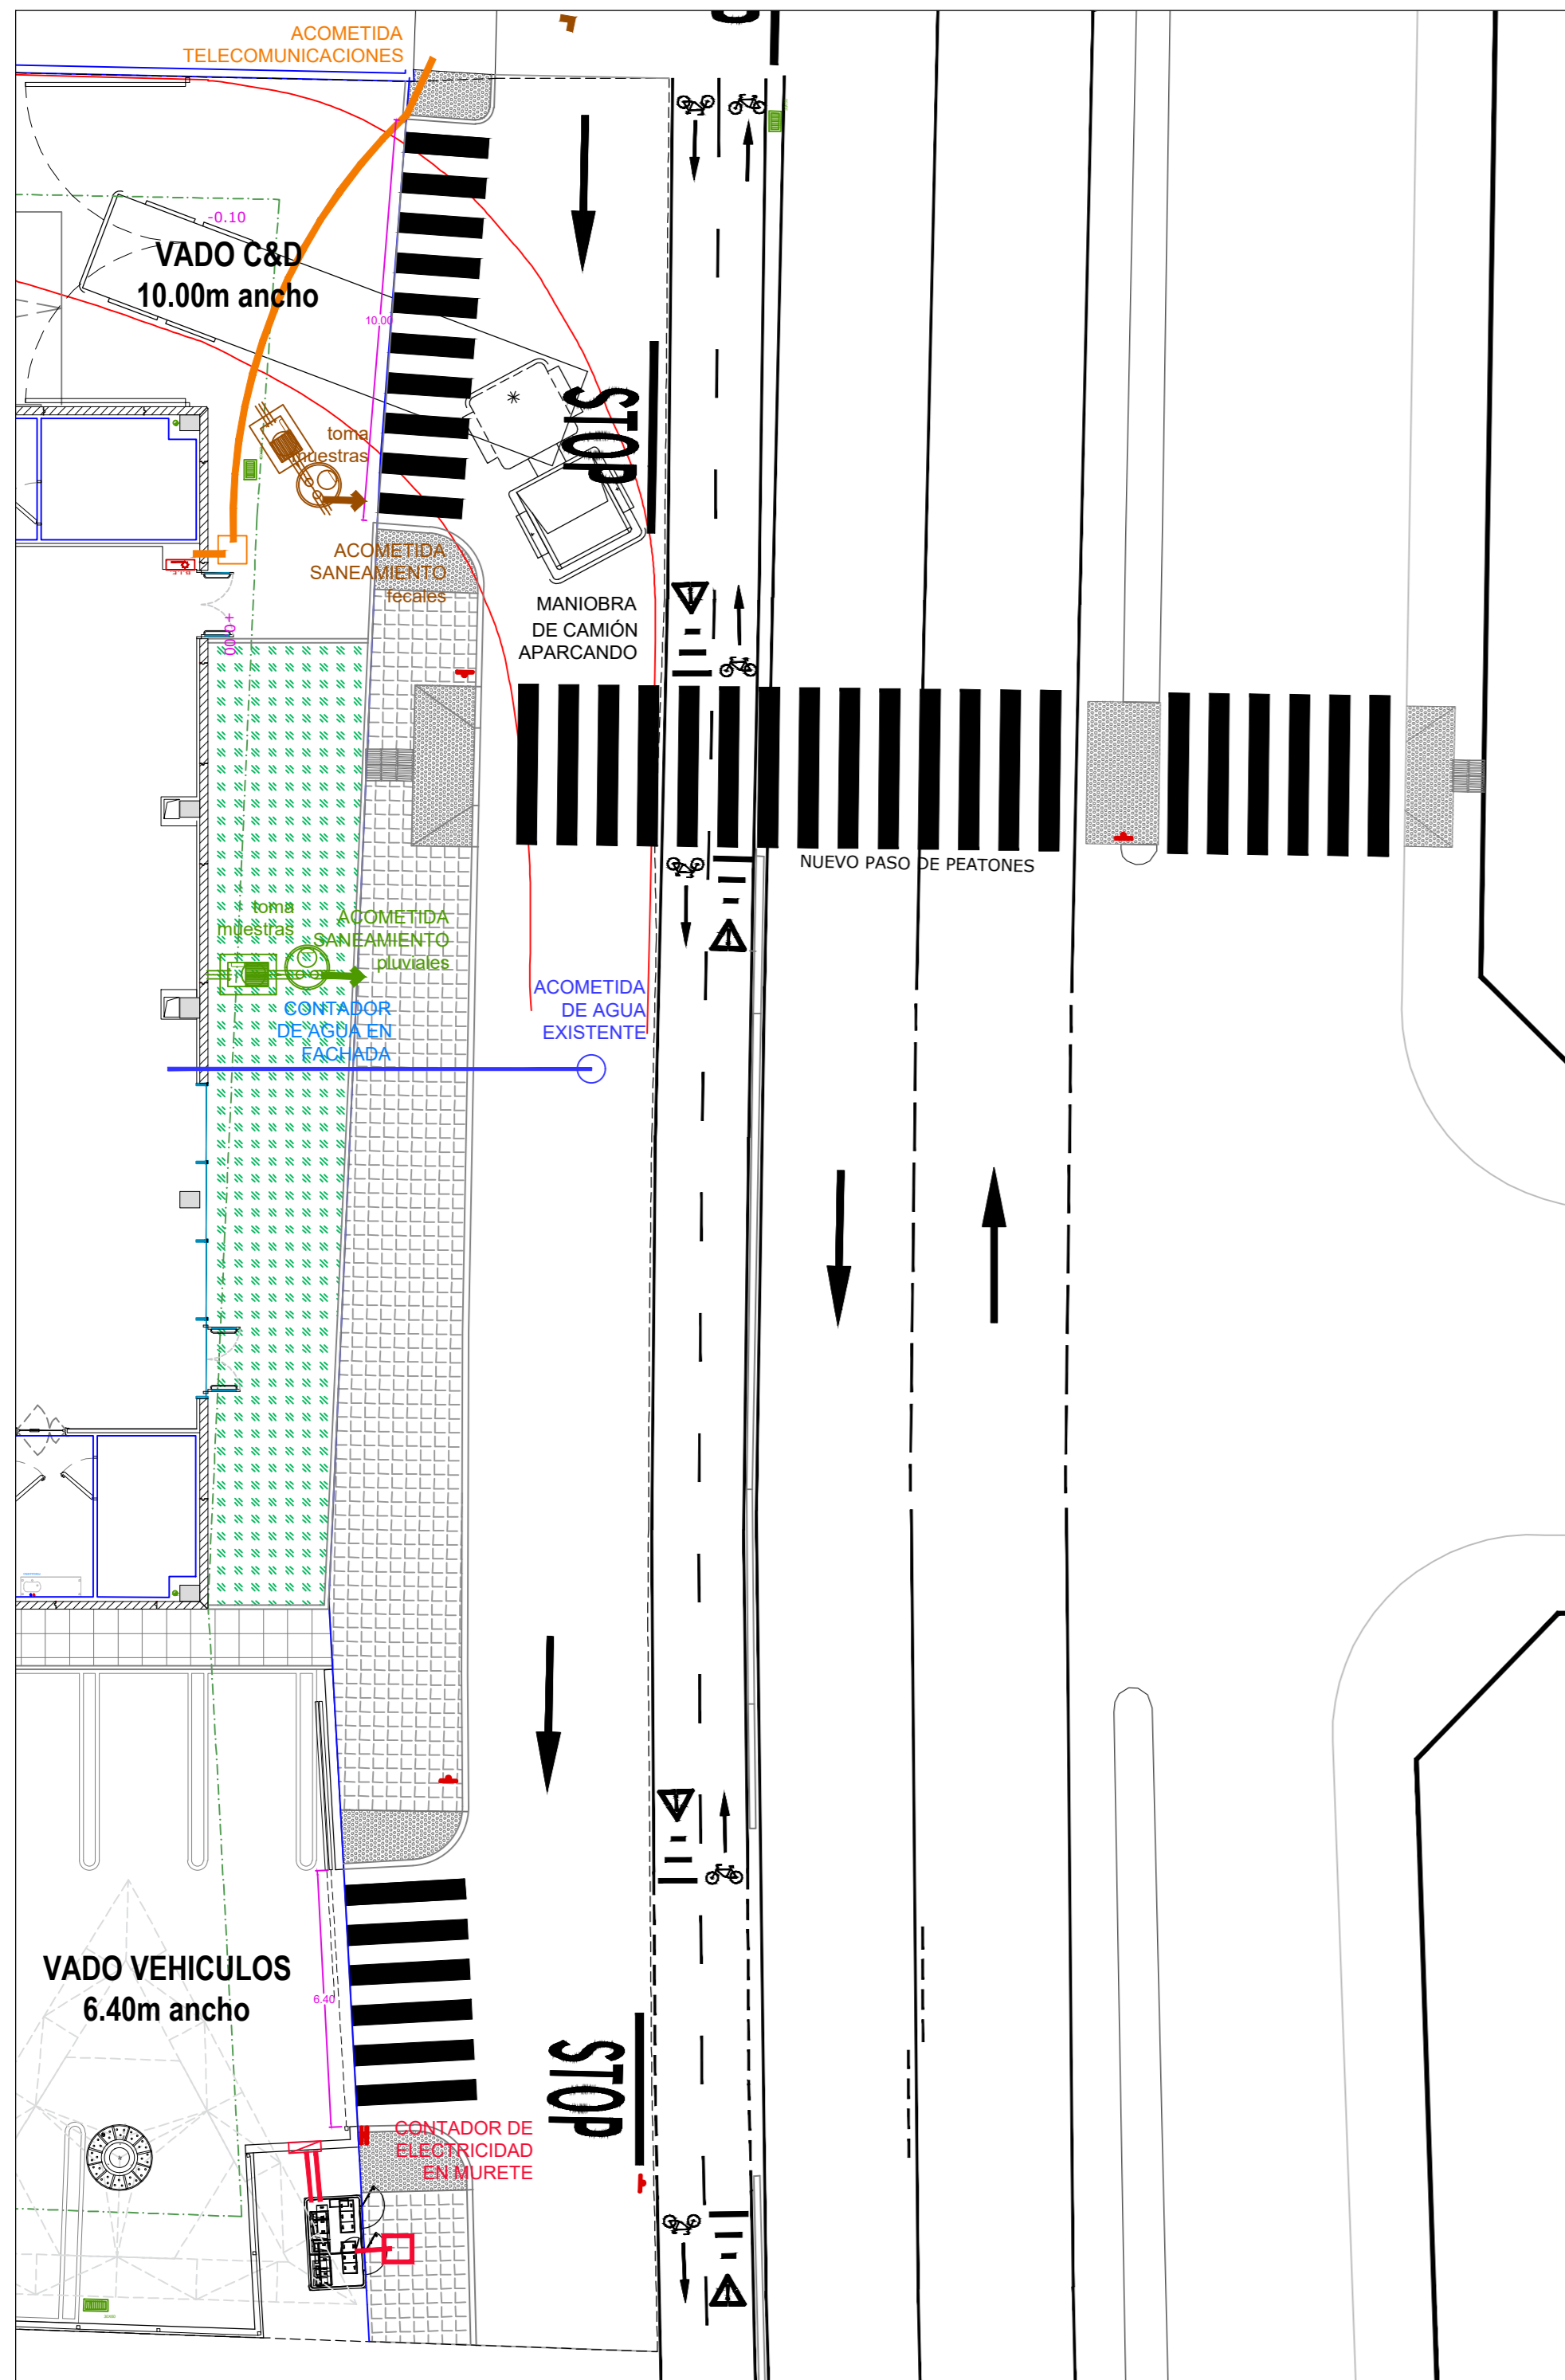 ACOMETIDA
TELECOMUNICACIONES
-0.10
VADO C&D
10.00m ancho
10.00
STOP
toma
muestras
ACOMETIDA
SANEAMIENTO
fecales
+0.00
MANIOBRA
DE CAMIÓN
APARCANDO
NUEVO PASO DE PEATONES
toma
muestras
ACOMETIDA
SANEAMIENTO
pluviales
CONTADOR
DE AGUA EN
FACHADA
ACOMETIDA
DE AGUA
EXISTENTE
VADO VEHICULOS
6.40m ancho
6.40
STOP
CONTADOR DE
ELECTRICIDAD
EN MURETE